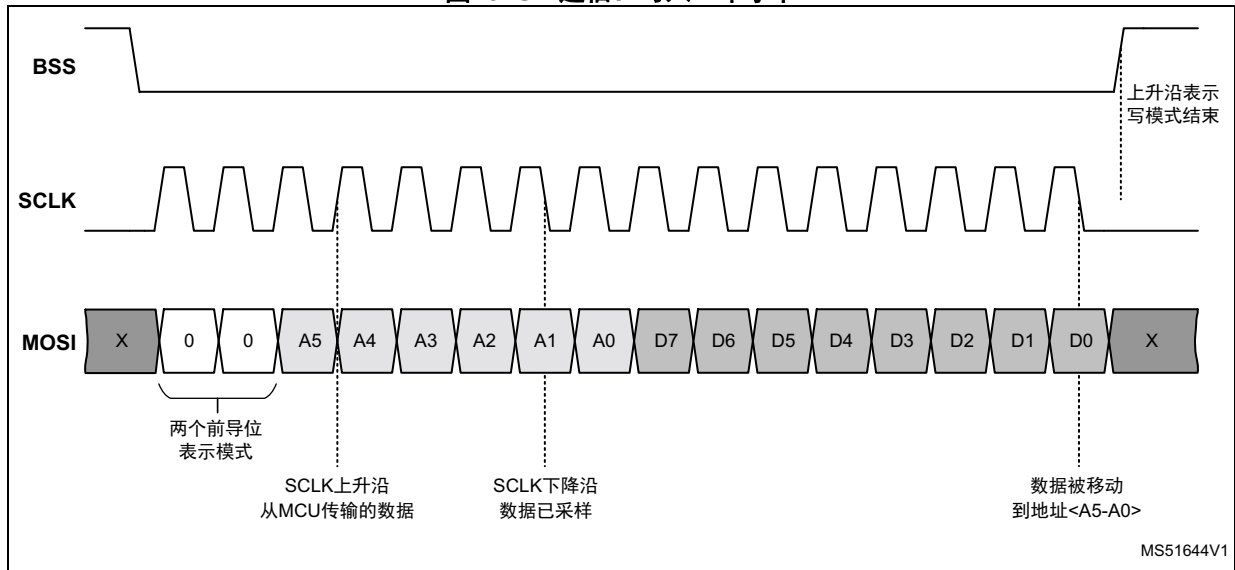 BSS
上升沿表示
写模式结束
SCLK
MOSI X 0 0 A5 A4 A3 A2 A1 A0 D7 D6 D5 D4 D3 D2 D1 D0 X
两个前导位
表示模式
SCLK上升沿
从MCU传输的数据
SCLK下降沿
数据已采样
数据被移动
到地址<A5-A0>
MS51644V1